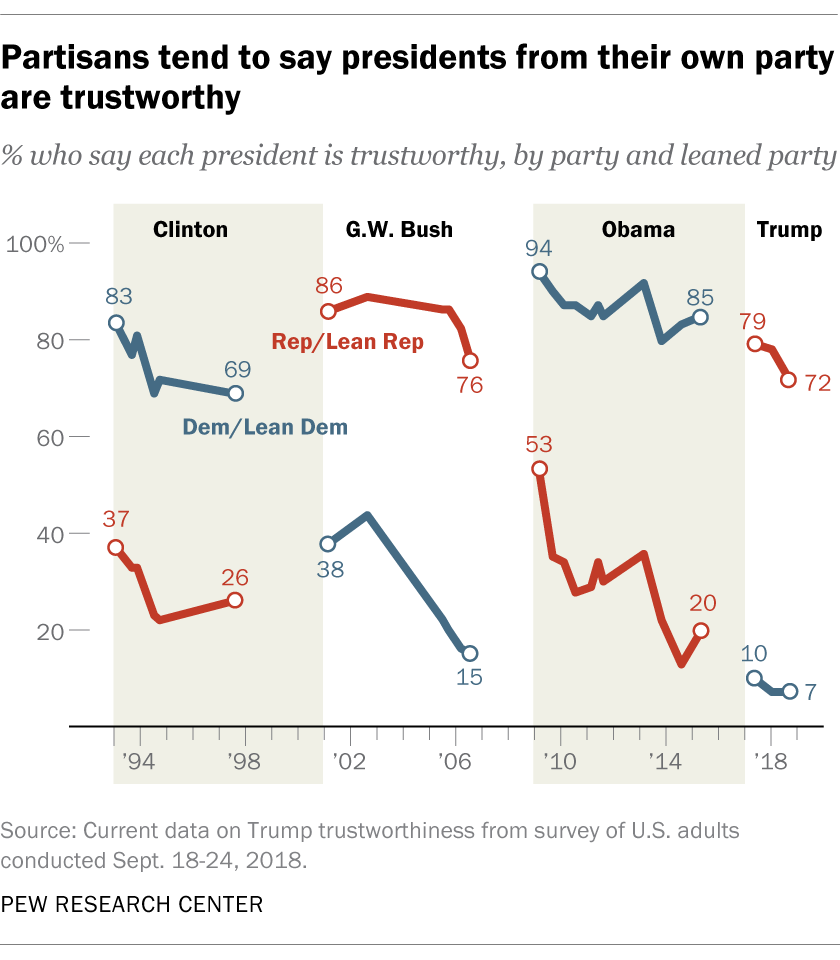 Partisans tend to say presidents from their own party
are trustworthy
% who say each president is trustworthy, by party and leaned party
Clinton
G.W. Bush
Obama
Trump
100%
80
60
40
20
83
69
37
26
86
76
Rep/Lean Rep
Dem/Lean Dem
38
15
94
85
53
20
79
72
10
7
’94
’98
’02
’06
’10
’14
’18
Source: Current data on Trump trustworthiness from survey of U.S. adults
conducted Sept. 18-24, 2018.
PEW RESEARCH CENTER